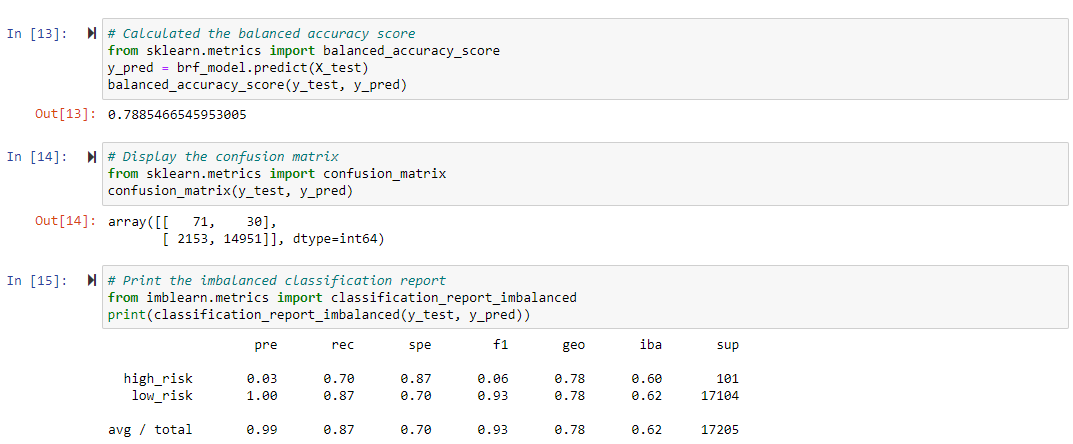 In [13]: # Calculated the balanced accuracy score
from sklearn.metrics import balanced_accuracy_score
y_pred = brf_model.predict(X_test)
balanced_accuracy_score(y_test, y_pred)
Out[13]: 0.7885466545953005
In [14]: # Display the confusion matrix
from sklearn.metrics import confusion_matrix
confusion_matrix(y_test, y_pred)
Out[14]: array([[   71,    30],
       [ 2153, 14951]], dtype=int64)
In [15]: # Print the imbalanced classification report
from imblearn.metrics import classification_report_imbalanced
print(classification_report_imbalanced(y_test, y_pred))
                   pre       rec       spe        f1       geo       iba       sup
  high_risk       0.03      0.70      0.87      0.06      0.78      0.60       101
   low_risk       1.00      0.87      0.70      0.93      0.78      0.62     17104
avg / total       0.99      0.87      0.70      0.93      0.78      0.62     17205